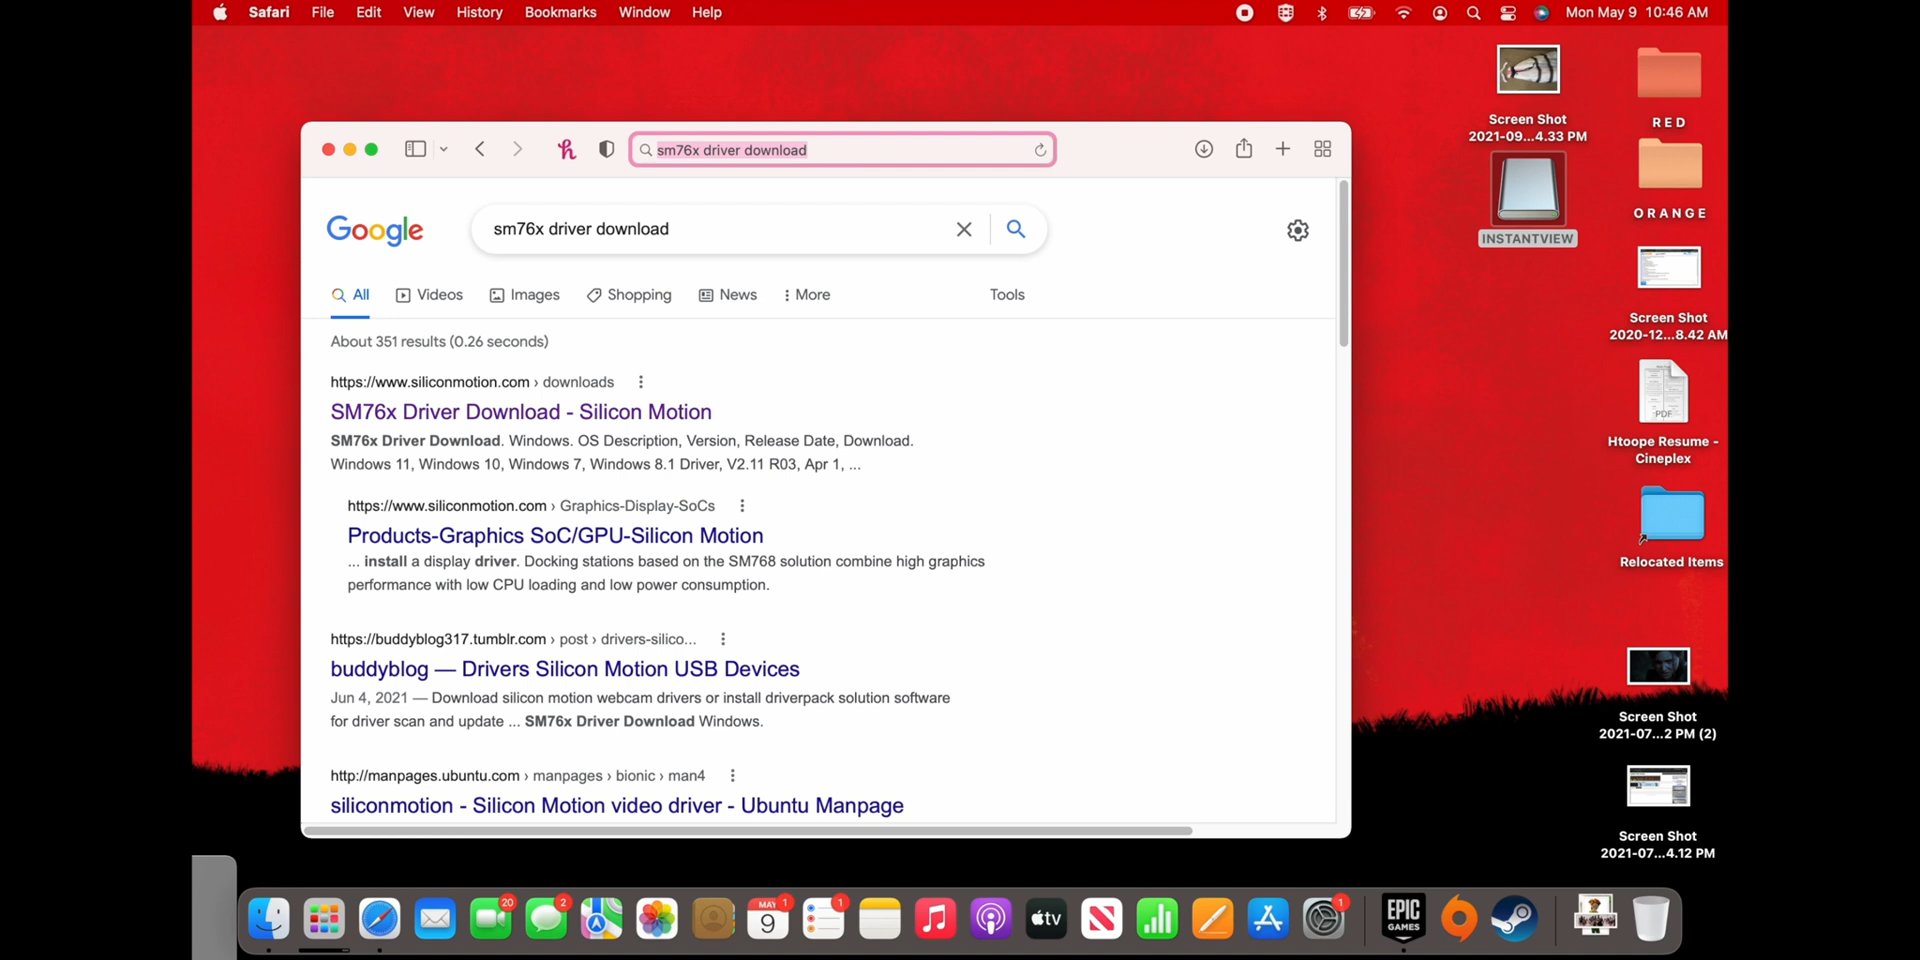 Safari File Edit View History Bookmarks Window Help
Mon May 9 10:46 AM
sm76x driver download
Google
sm76x driver download
All Videos Images Shopping News More Tools
About 351 results (0.26 seconds)
https://www.siliconmotion.com › downloads
SM76x Driver Download - Silicon Motion
SM76x Driver Download. Windows. OS Description, Version, Release Date, Download.
Windows 11, Windows 10, Windows 7, Windows 8.1 Driver, V2.11 R03, Apr 1, ...
https://www.siliconmotion.com › Graphics-Display-SoCs
Products-Graphics SoC/GPU-Silicon Motion
... install a display driver. Docking stations based on the SM768 solution combine high graphics
performance with low CPU loading and low power consumption.
https://buddyblog317.tumblr.com › post › drivers-silico...
buddyblog — Drivers Silicon Motion USB Devices
Jun 4, 2021 — Download silicon motion webcam drivers or install driverpack solution software
for driver scan and update ... SM76x Driver Download Windows.
http://manpages.ubuntu.com › manpages › bionic › man4
siliconmotion - Silicon Motion video driver - Ubuntu Manpage
Screen Shot
2021-09...4.33 PM
RED
INSTANTVIEW
ORANGE
Screen Shot
2020-12...8.42 AM
PDF
Htoope Resume -
Cineplex
Relocated Items
Screen Shot
2021-07...2 PM (2)
Screen Shot
2021-07...4.12 PM
20
2
MAY
9
1
1
tv
1
EPIC
GAMES